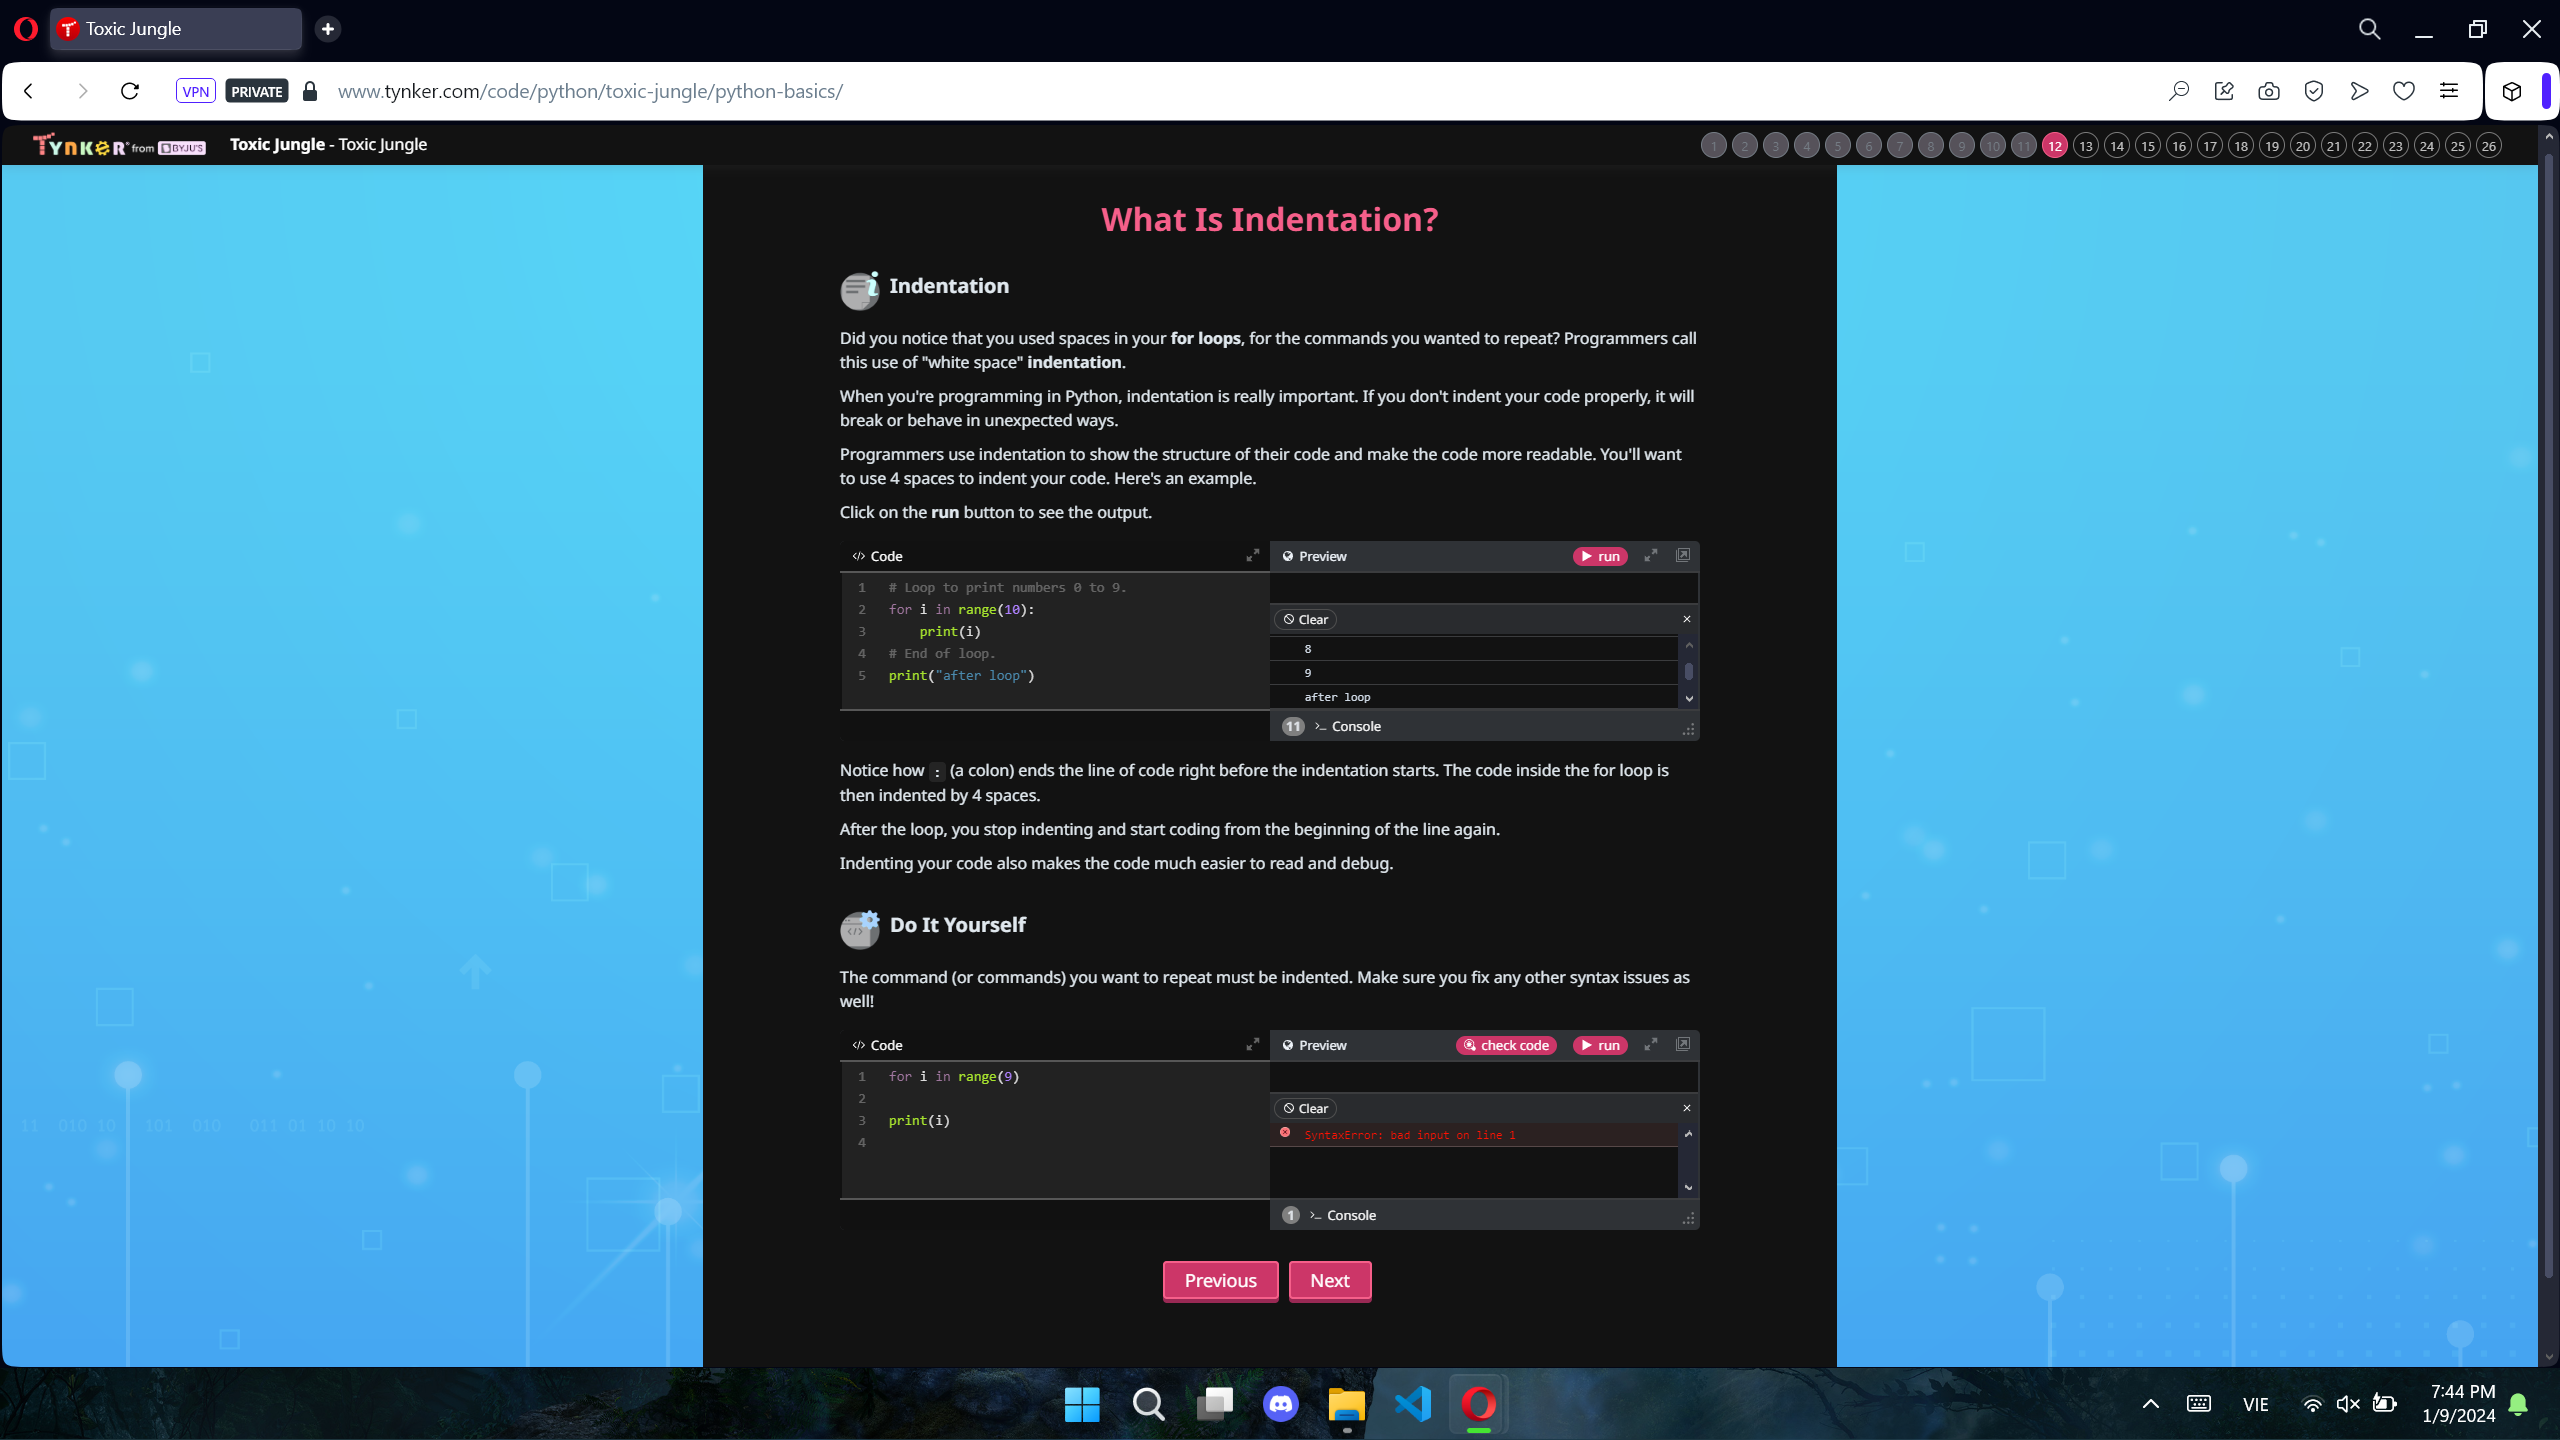 Toxic Jungle
VPN PRIVATE www.tynker.com/code/python/toxic-jungle/python-basics/
TYNKER from BYJU'S Toxic Jungle - Toxic Jungle 1 2 3 4 5 6 7 8 9 10 11 12 13 14 15 16 17 18 19 20 21 22 23 24 25 26
What Is Indentation?
Indentation
Did you notice that you used spaces in your for loops, for the commands you wanted to repeat? Programmers call
this use of "white space" indentation.
When you're programming in Python, indentation is really important. If you don't indent your code properly, it will
break or behave in unexpected ways.
Programmers use indentation to show the structure of their code and make the code more readable. You'll want
to use 4 spaces to indent your code. Here's an example.
Click on the run button to see the output.
</> Code
1 # Loop to print numbers 0 to 9.
2 for i in range(10):
3     print(i)
4 # End of loop.
5 print("after loop")
Preview run
Clear ×
8
9
after loop
11 >_ Console
Notice how : (a colon) ends the line of code right before the indentation starts. The code inside the for loop is
then indented by 4 spaces.
After the loop, you stop indenting and start coding from the beginning of the line again.
Indenting your code also makes the code much easier to read and debug.
Do It Yourself
The command (or commands) you want to repeat must be indented. Make sure you fix any other syntax issues as
well!
</> Code
1 for i in range(9)
2
3 print(i)
4
Preview check code run
Clear ×
SyntaxError: bad input on line 1
1 >_ Console
Previous Next
11 010 10 101 010 011 01 10 10
VIE 7:44 PM
1/9/2024